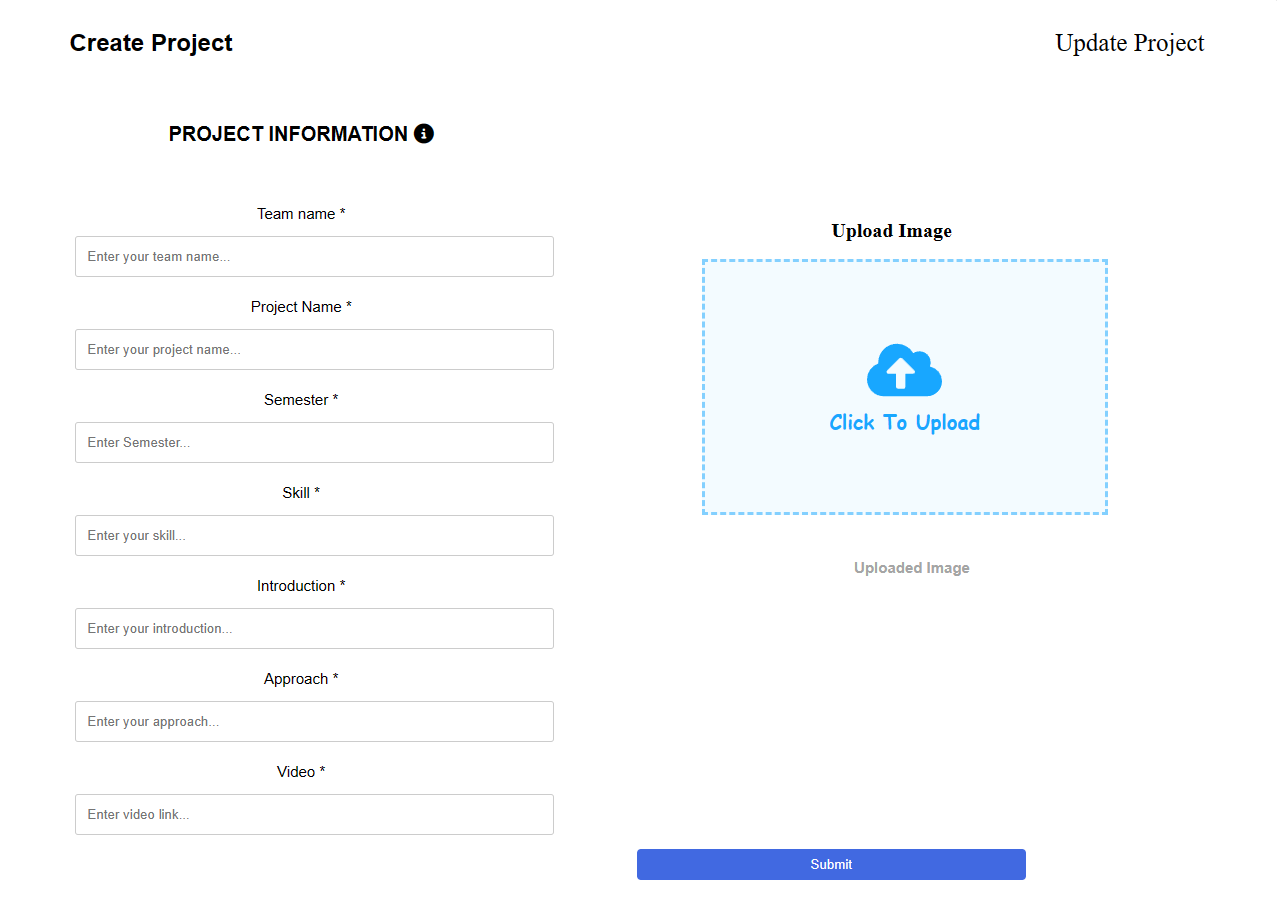 Create Project
Update Project
PROJECT INFORMATION
Team name *
Enter your team name...
Project Name *
Enter your project name...
Semester *
Enter Semester...
Skill *
Enter your skill...
Introduction *
Enter your introduction...
Approach *
Enter your approach...
Video *
Enter video link...
Upload Image
Click To Upload
Uploaded Image
Submit